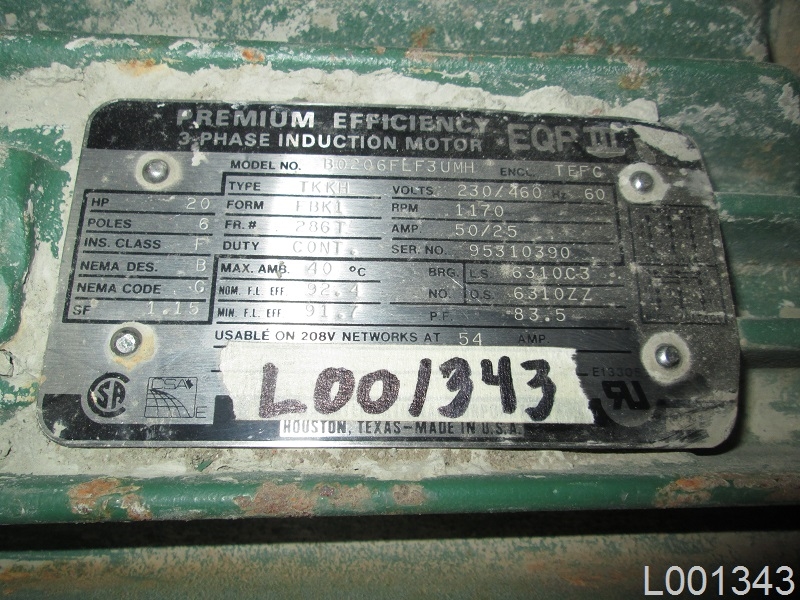 PREMIUM EFFICIENCY
3-PHASE INDUCTION MOTOR EQP III
MODEL NO. B0206FLF3UMH ENCL. TEFC
HP 20
POLES 6
INS. CLASS F
NEMA DES. B
NEMA CODE G
SF 1.15
TYPE TKKH VOLTS. 230/460 60
FORM FBK1 RPM 1170
FR.# 286T AMP. 50/25
DUTY CONT. SER. NO. 95310390
MAX. AMB. 40 °C BRG. L.S. 6310C3
NOM. F.L. EFF 92.4 NO. O.S. 6310ZZ
MIN. F.L. EFF 91.7 P.F. 83.5
USABLE ON 208V NETWORKS AT 54 AMP
L001343
HOUSTON, TEXAS-MADE IN U.S.A.
L001343